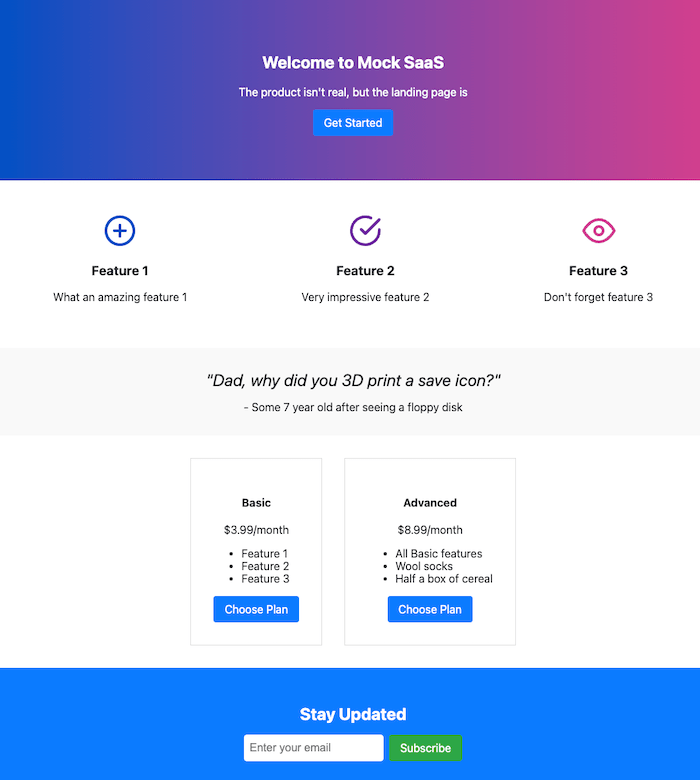 Welcome to Mock SaaS
The product isn't real, but the landing page is
Get Started
Feature 1
What an amazing feature 1
Feature 2
Very impressive feature 2
Feature 3
Don't forget feature 3
"Dad, why did you 3D print a save icon?"
- Some 7 year old after seeing a floppy disk
Basic
$3.99/month
• Feature 1
• Feature 2
• Feature 3
Choose Plan
Advanced
$8.99/month
• All Basic features
• Wool socks
• Half a box of cereal
Choose Plan
Stay Updated
Enter your email
Subscribe